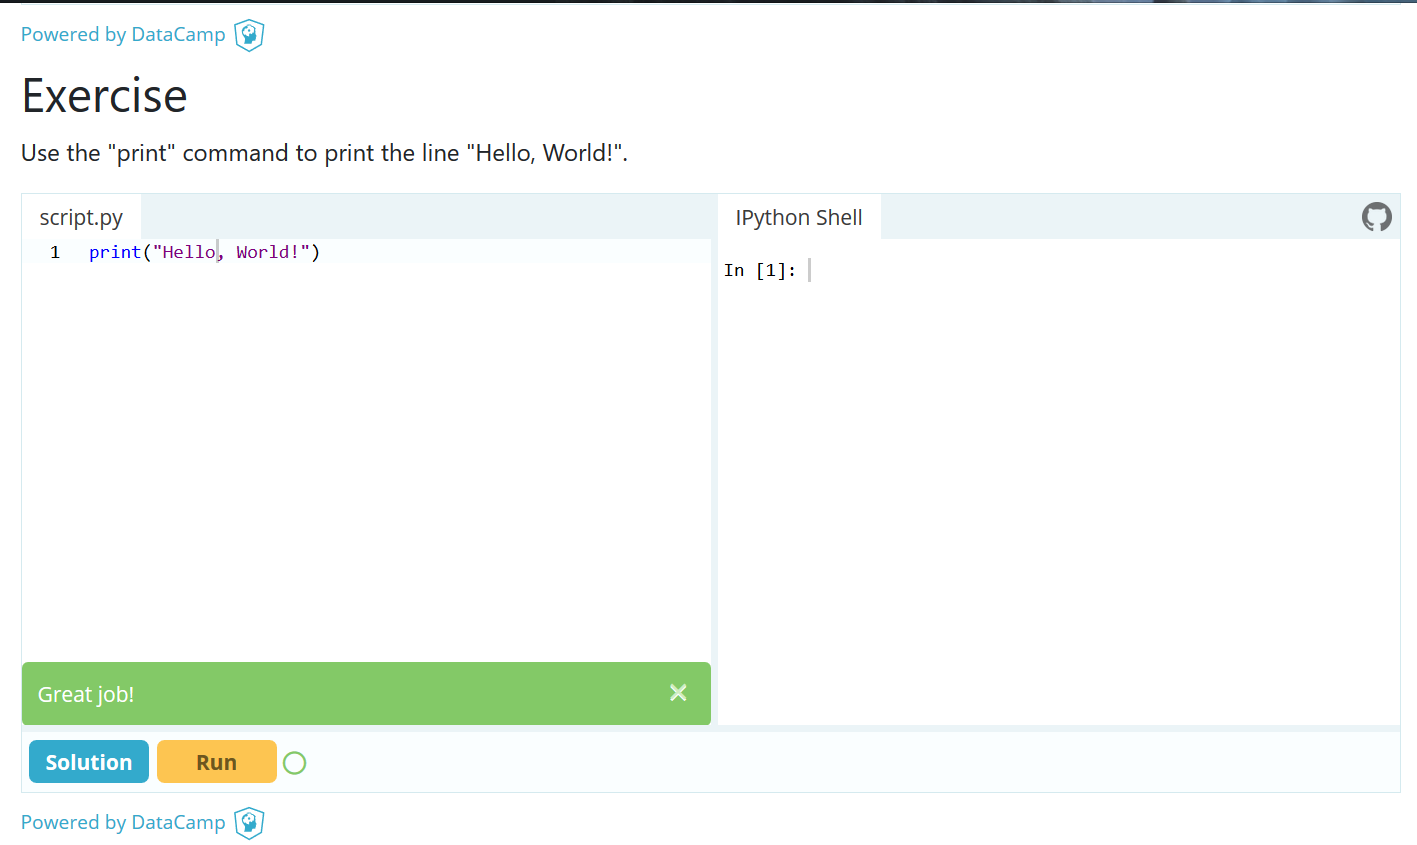 Powered by DataCamp
Exercise
Use the "print" command to print the line "Hello, World!".
script.py
1 print("Hello, World!")
IPython Shell
In [1]:
Great job!
Solution
Run
Powered by DataCamp